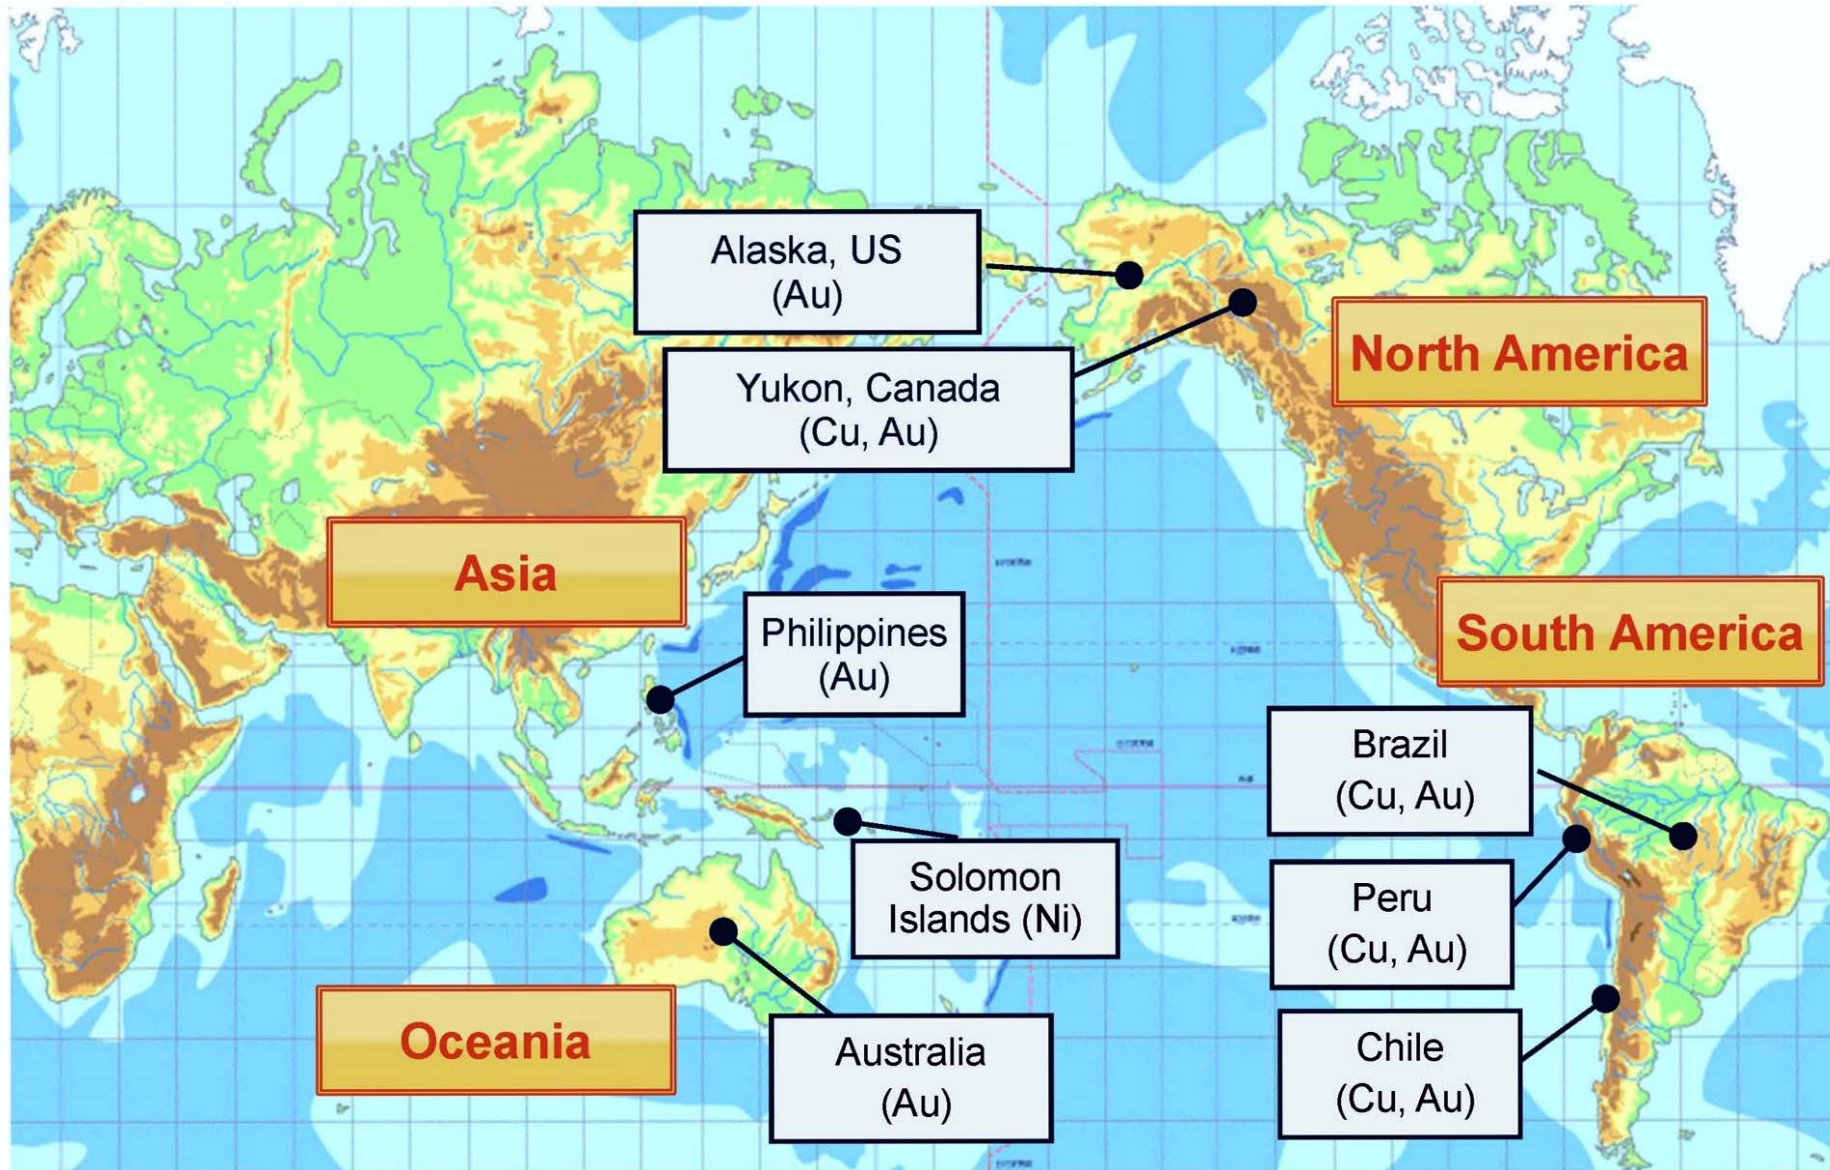 Alaska, US
(Au)
Yukon, Canada
(Cu, Au)
North America
Asia
Philippines
(Au)
South America
Brazil
(Cu, Au)
Solomon
Islands (Ni)
Peru
(Cu, Au)
Oceania
Australia
(Au)
Chile
(Cu, Au)